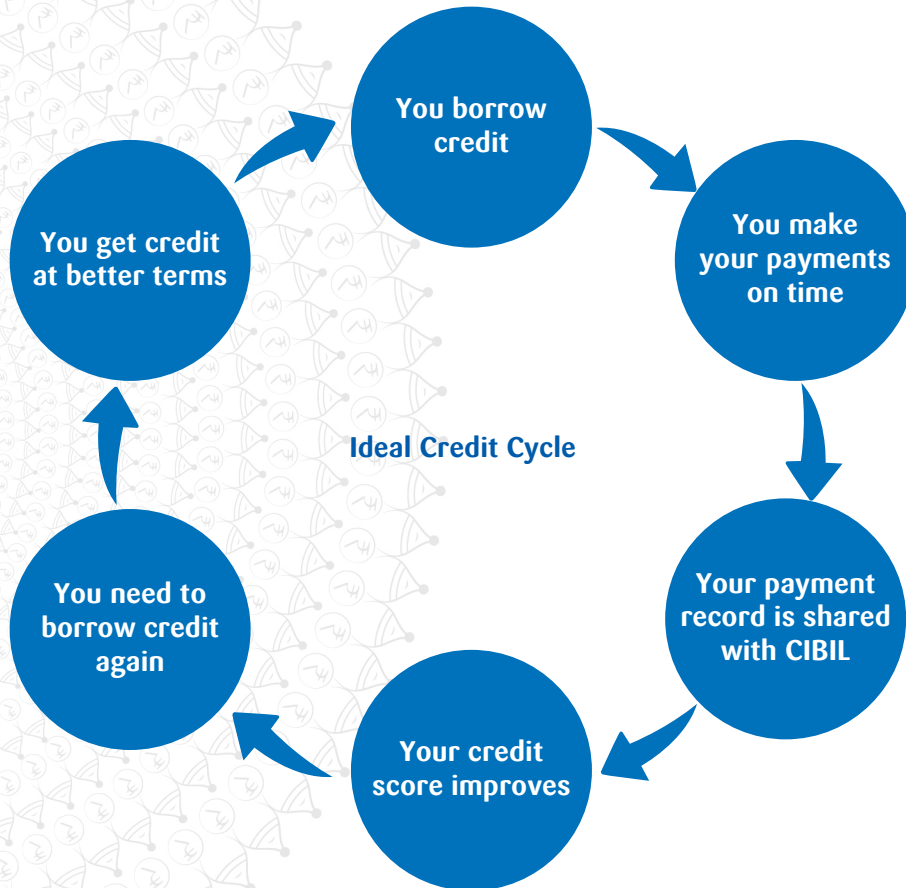 You borrow
credit
You make
your payments
on time
Your payment
record is shared
with CIBIL
Your credit
score improves
You need to
borrow credit
again
You get credit
at better terms
Ideal Credit Cycle